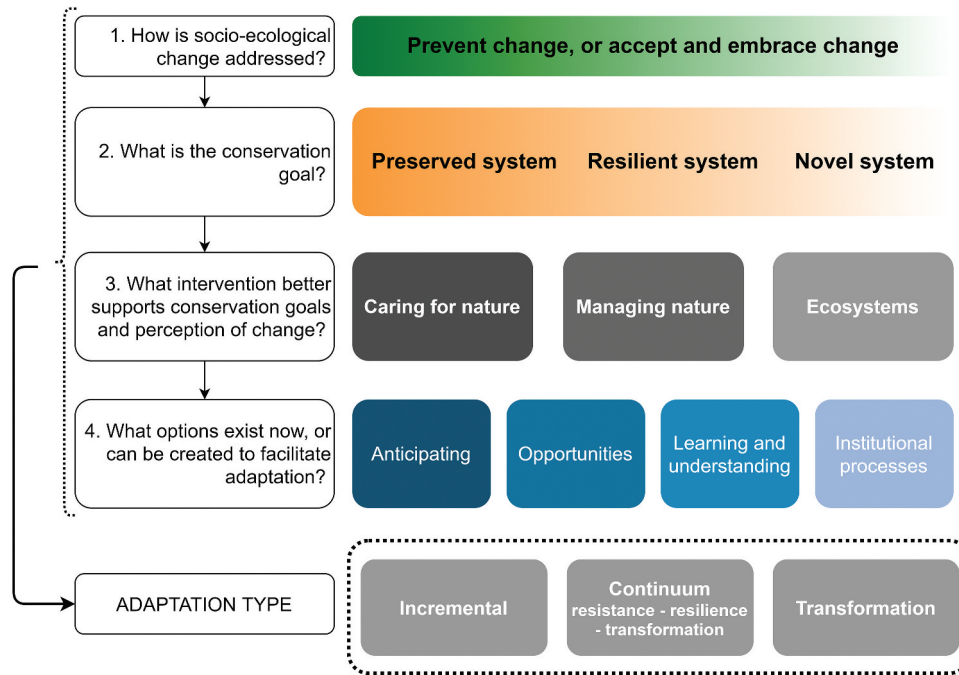 1. How is socio-ecological
change addressed?
Prevent change, or accept and embrace change
2. What is the conservation
goal?
Preserved system
Resilient system
Novel system
3. What intervention better
supports conservation goals
and perception of change?
Caring for nature
Managing nature
Ecosystems
4. What options exist now, or
can be created to facilitate
adaptation?
Anticipating
Opportunities
Learning and
understanding
Institutional
processes
ADAPTATION TYPE
Incremental
Continuum
resistance - resilience
- transformation
Transformation